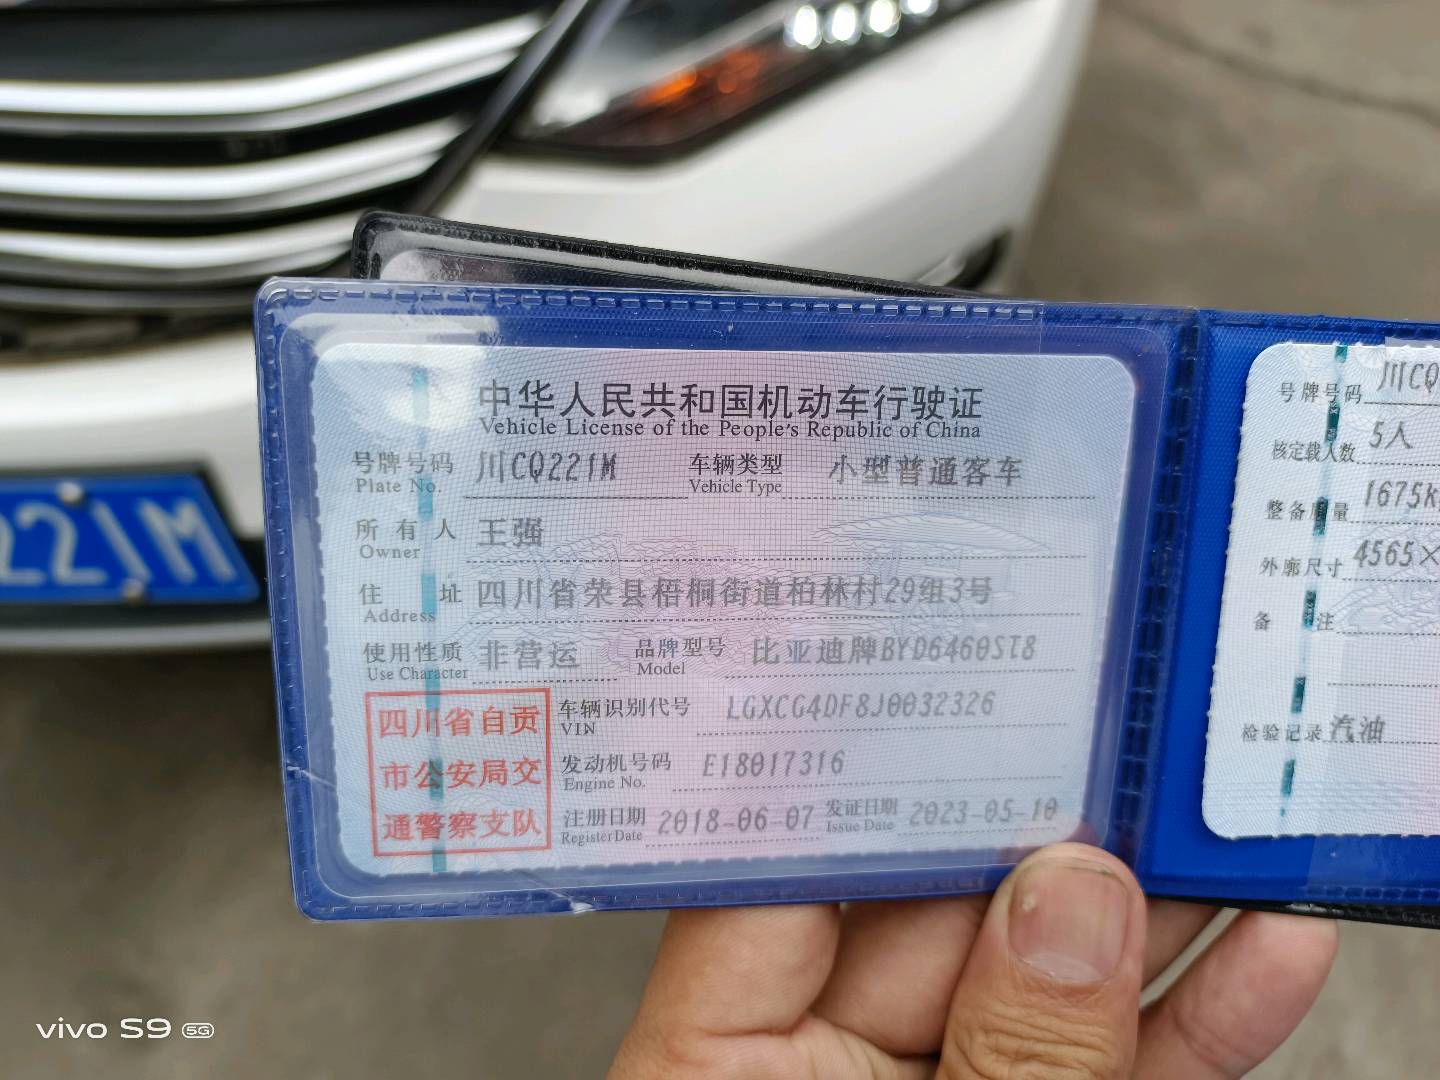 中华人民共和国机动车行驶证
Vehicle License of the People's Republic of China
号牌号码 川CQ221M 车辆类型 小型普通客车
Plate No. Vehicle Type
所有人 王强
Owner
住址 四川省荣县梧桐街道柏林村29组3号
Address
使用性质 非营运 品牌型号 比亚迪牌BYD6460ST8
Use Character Model
四川省自贡
市公安局交
通警察支队
车辆识别代号 LGXCG4DF8J0032326
VIN
发动机号码 E18017316
Engine No.
注册日期 2018-06-07 发证日期 2023-05-10
Register Date Issue Date
号牌号码 川CQ
核定载人数 5人
整备质量 1675k
外廓尺寸 4565×
备注
检验记录 汽油
221M
vivo S9 5G